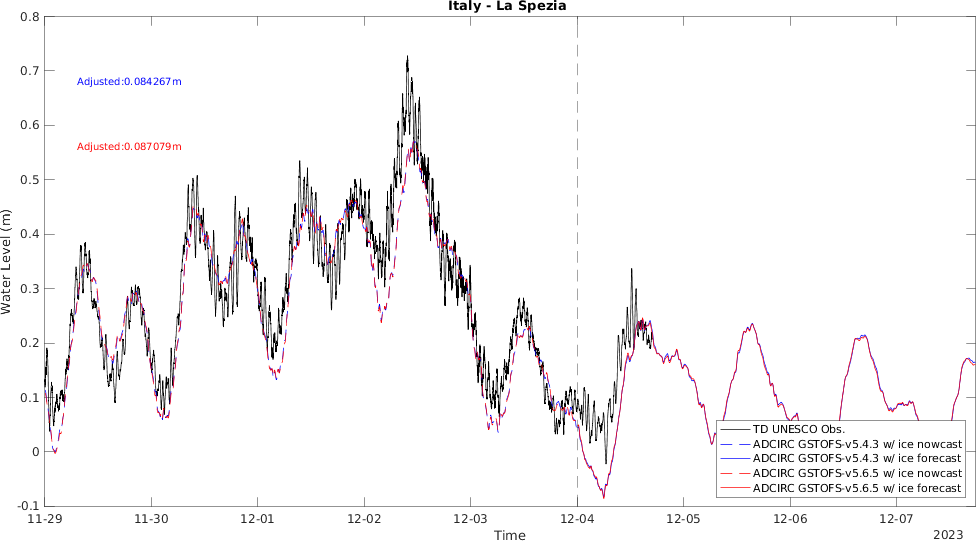 Italy - La Spezia
0.8
0.7
0.6
0.5
0.4
0.3
0.2
0.1
0
-0.1
Water Level (m)
Adjusted:0.084267m
Adjusted:0.087079m
TD UNESCO Obs.
ADCIRC GSTOFS-v5.4.3 w/ ice nowcast
ADCIRC GSTOFS-v5.4.3 w/ ice forecast
ADCIRC GSTOFS-v5.6.5 w/ ice nowcast
ADCIRC GSTOFS-v5.6.5 w/ ice forecast
11-29 11-30 12-01 12-02 12-03 12-04 12-05 12-06 12-07
Time
2023